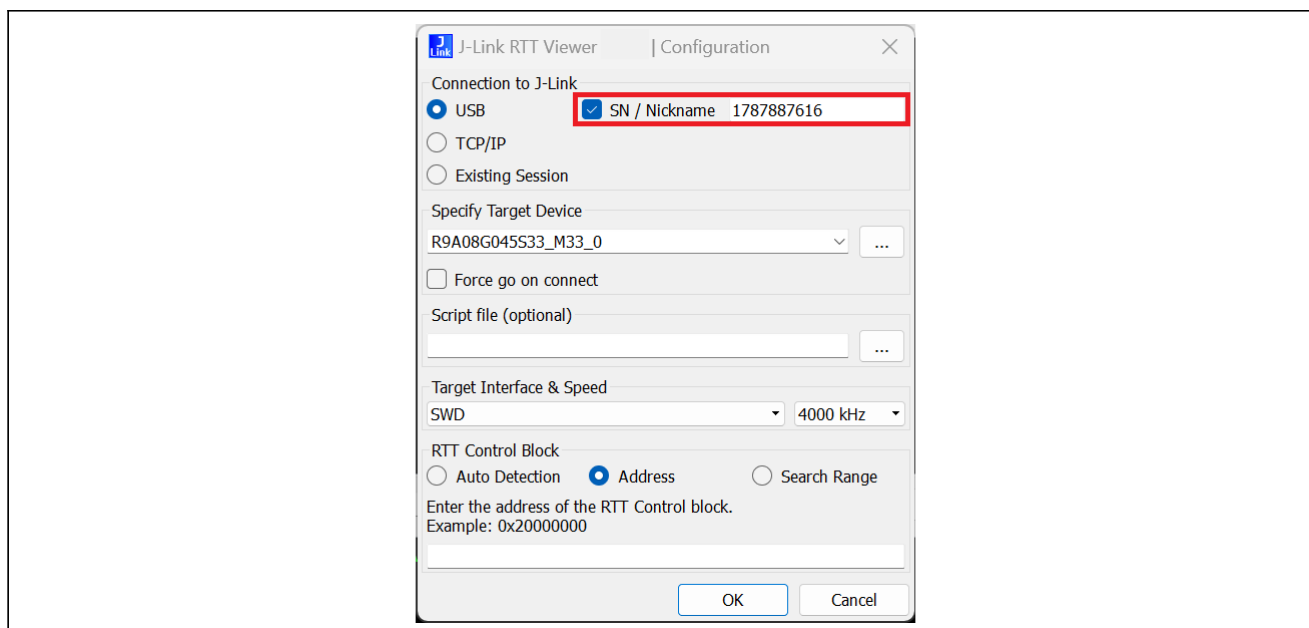 J-Link RTT Viewer | Configuration
Connection to J-Link
USB SN / Nickname 1787887616
TCP/IP
Existing Session
Specify Target Device
R9A08G045S33_M33_0 ...
Force go on connect
Script file (optional)
...
Target Interface & Speed
SWD 4000 kHz
RTT Control Block
Auto Detection Address Search Range
Enter the address of the RTT Control block.
Example: 0x20000000
OK Cancel